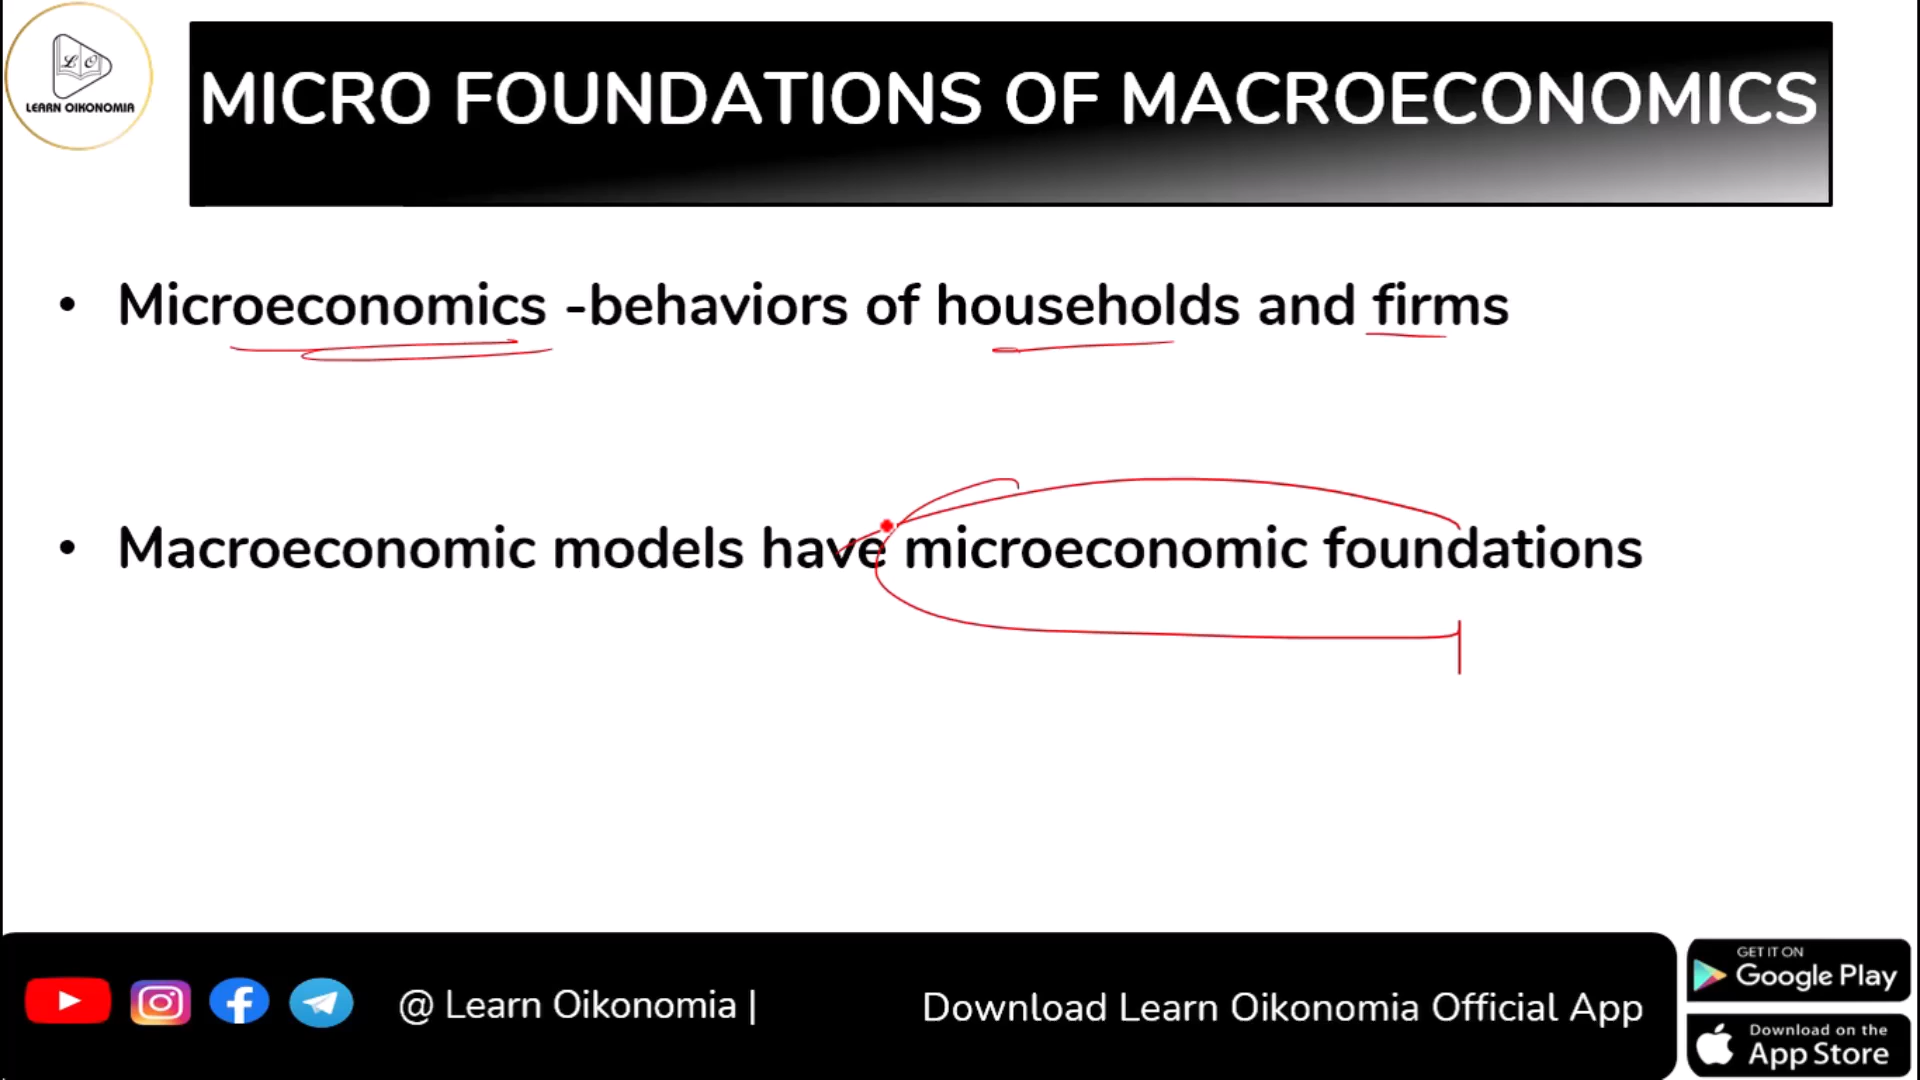 L O
LEARN OIKONOMIA
MICRO FOUNDATIONS OF MACROECONOMICS
• Microeconomics -behaviors of households and firms
• Macroeconomic models have microeconomic foundations
@ Learn Oikonomia |
Download Learn Oikonomia Official App
GET IT ON
Google Play
Download on the
App Store